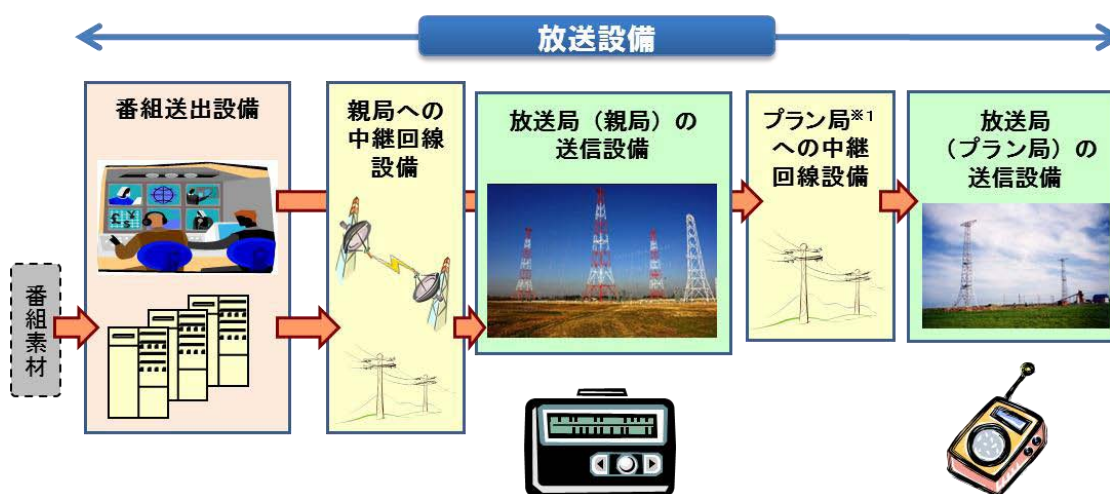 放送設備
番組送出設備
親局への
中継回線
設備
放送局（親局）の
送信設備
プラン局※1
への中継
回線設備
放送局
（プラン局）の
送信設備
番組素材